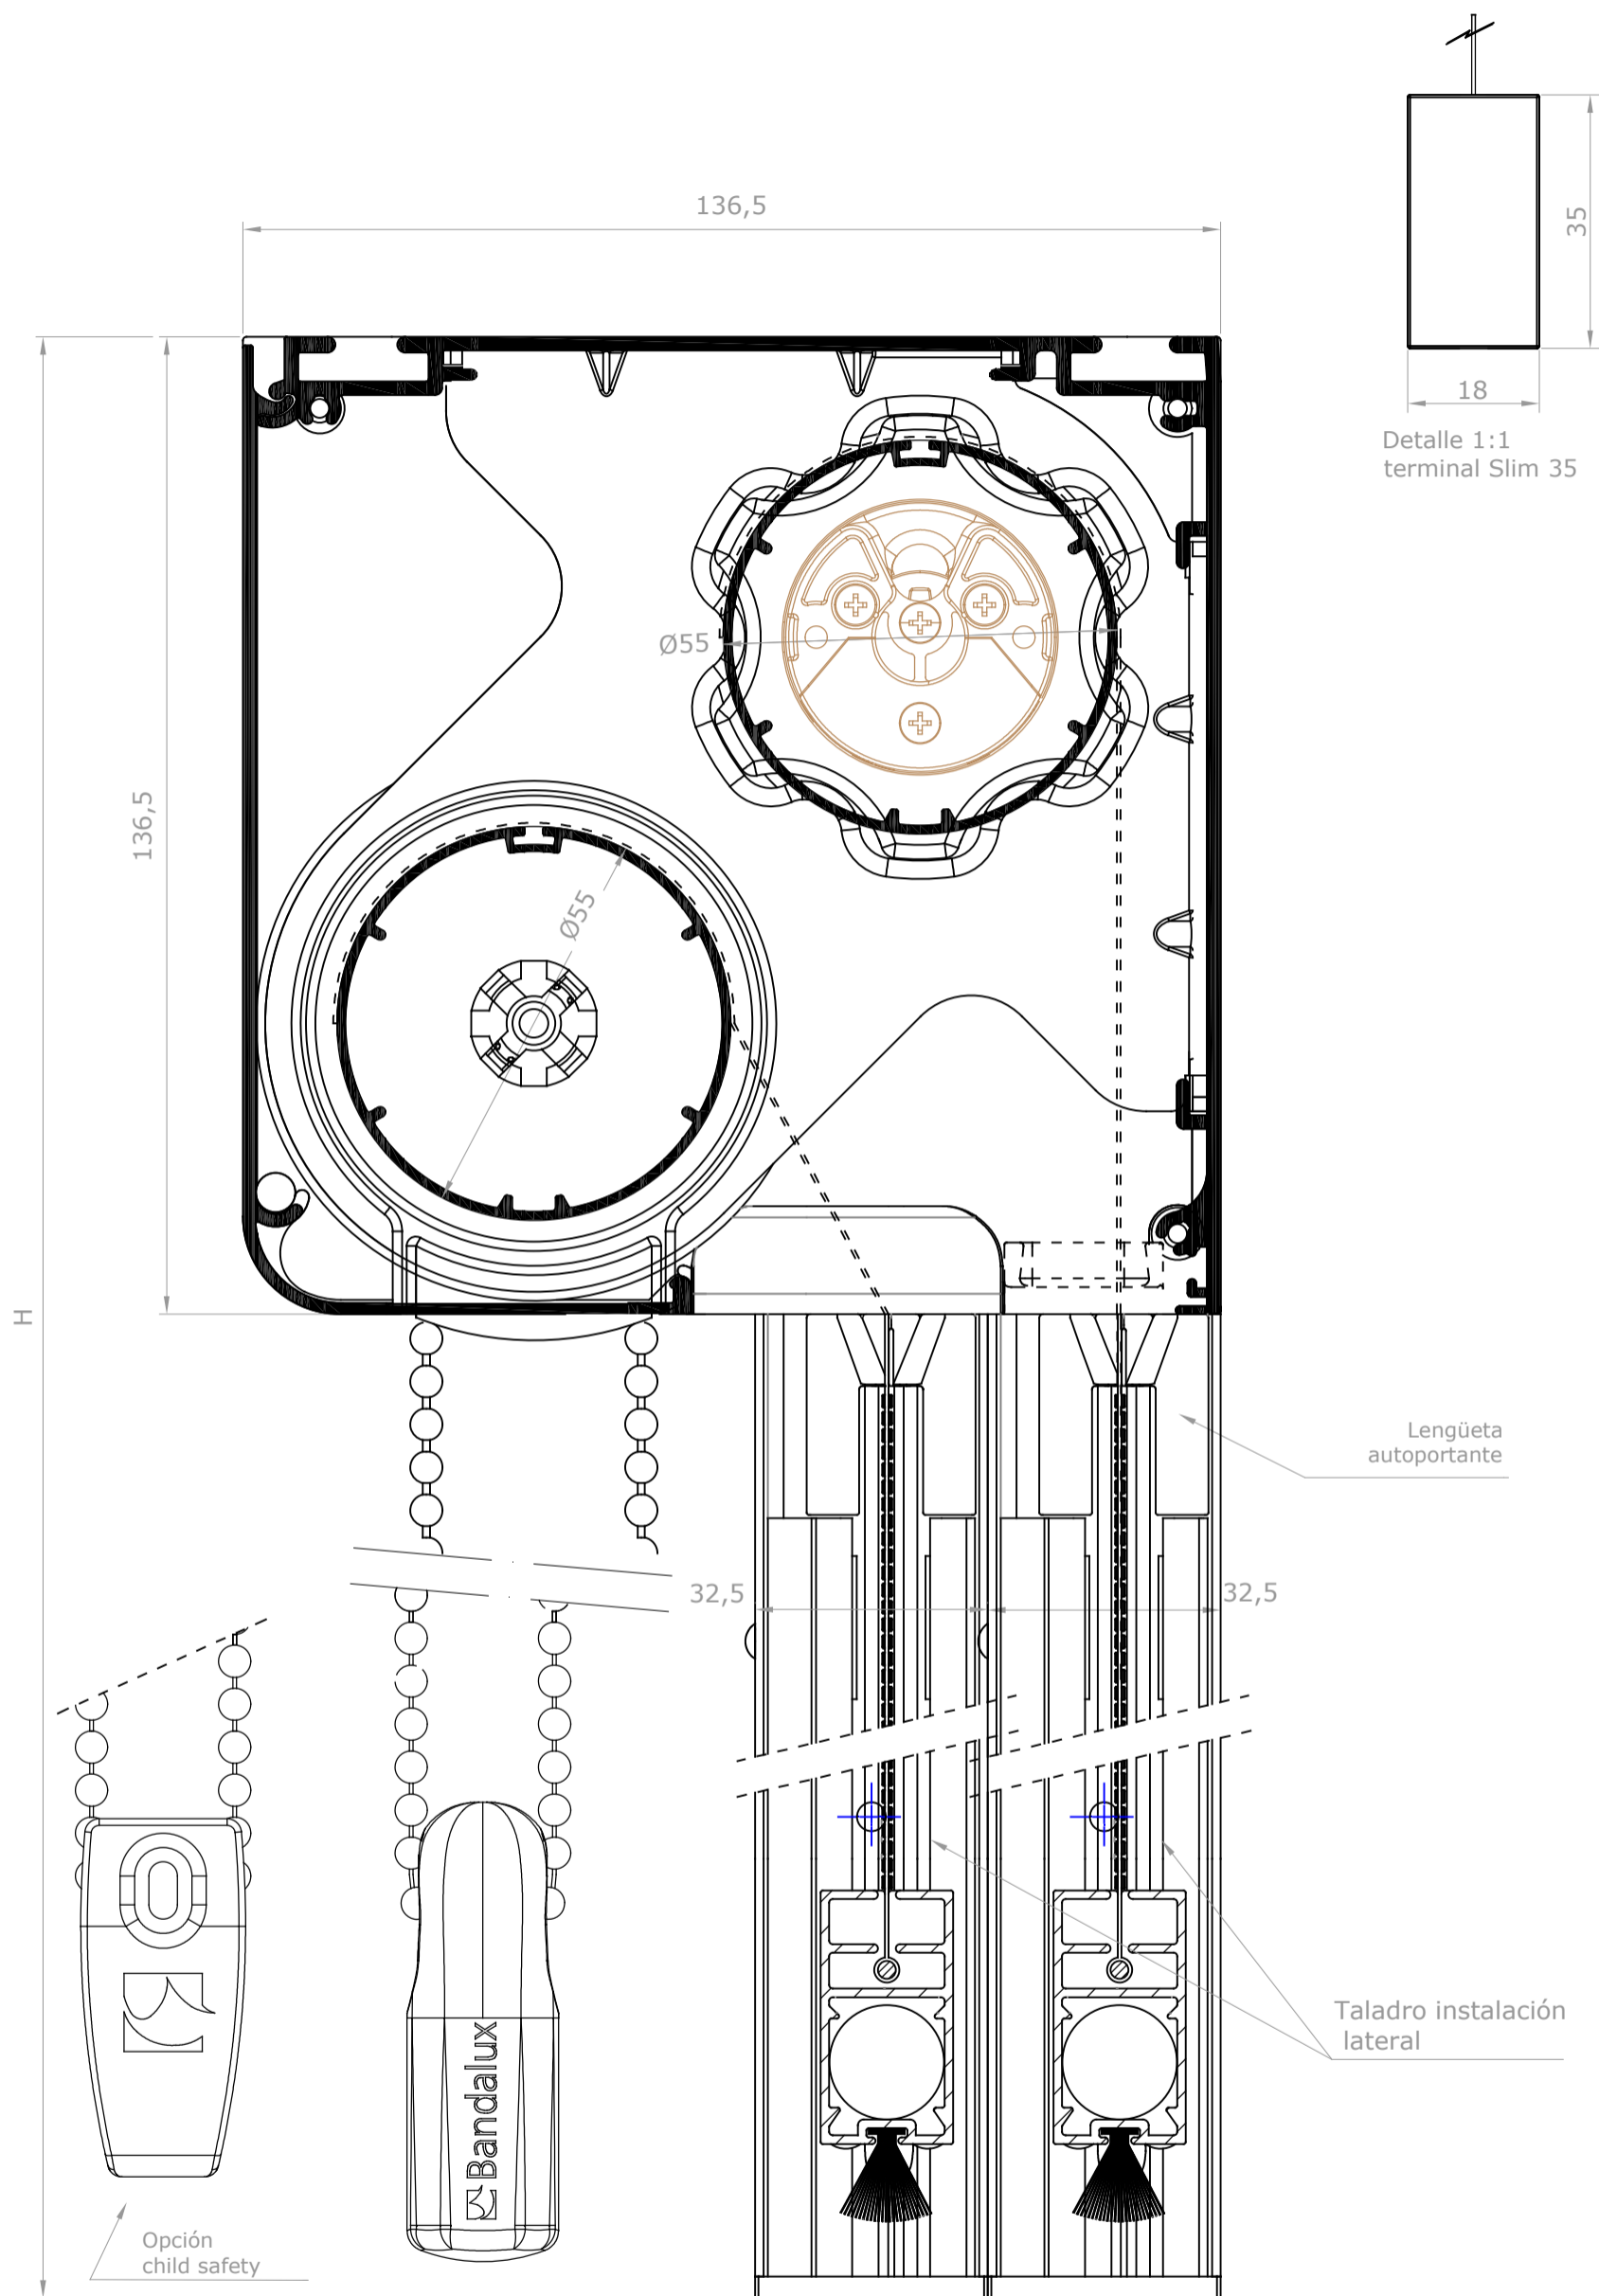 136,5
35
18
Detalle 1:1
terminal Slim 35
136,5
Ø55
Ø55
H
Lengüeta
autoportante
32,5
32,5
Taladro instalación
lateral
Bandalux
Opción
child safety